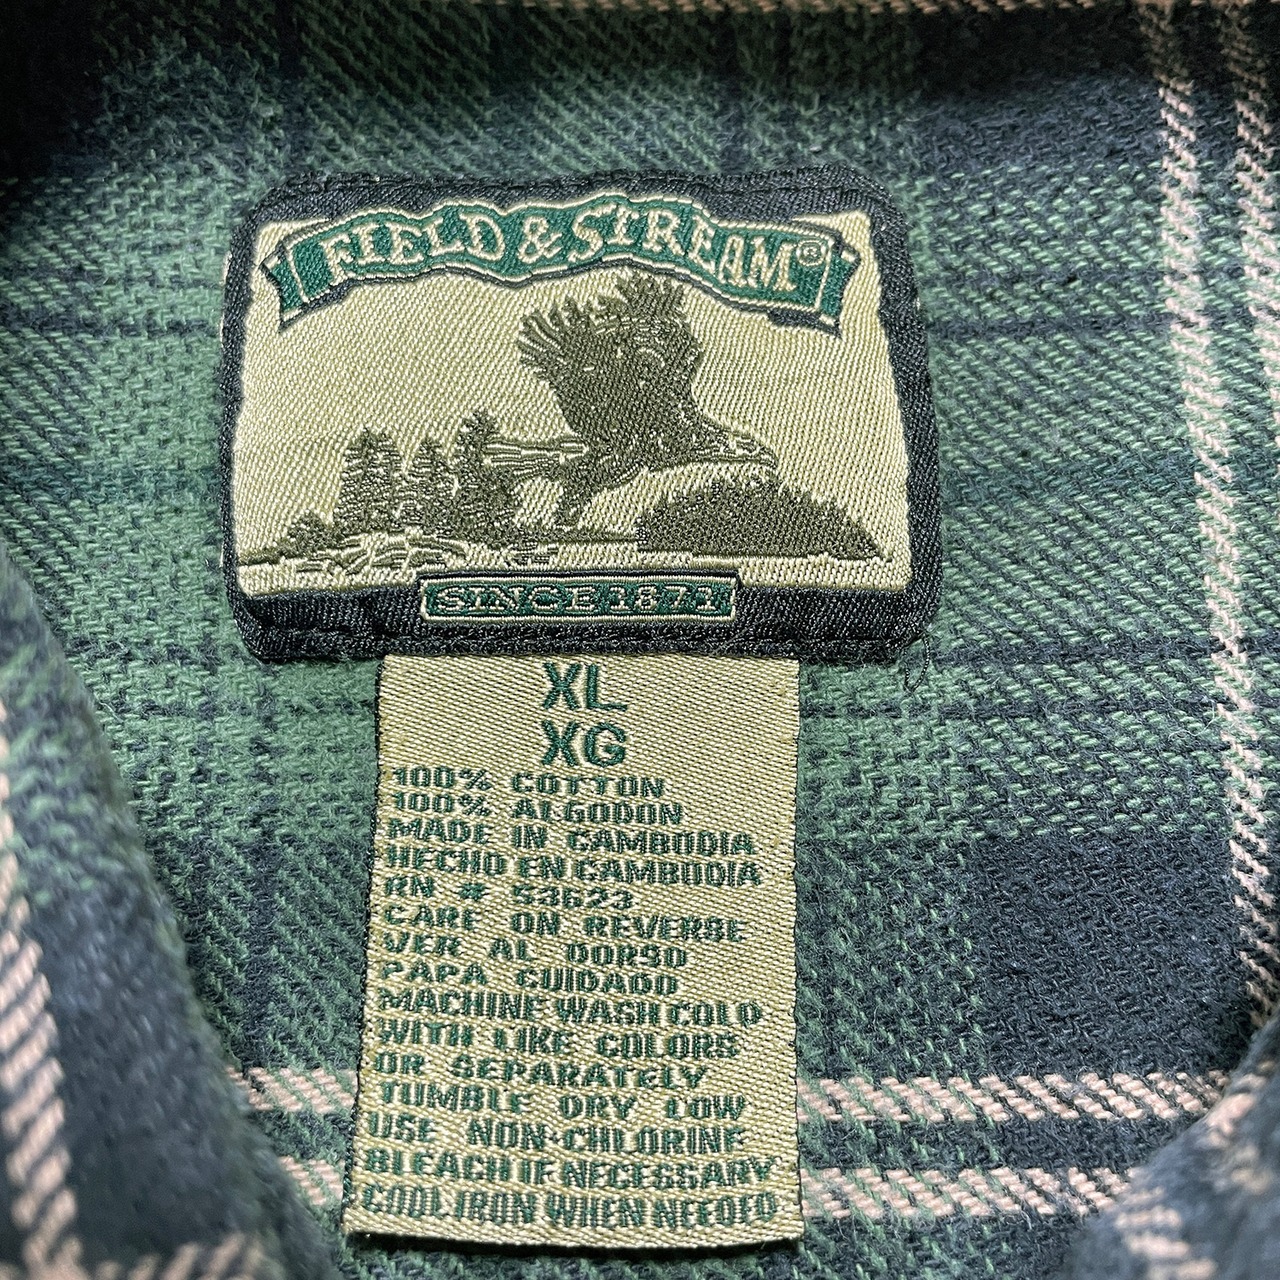 FIELD & STREAM®
SINCE 1871
XL
XG
100% COTTON
100% ALGODON
MADE IN CAMBODIA
HECHO EN CAMBODIA
RN # 53623
CARE ON REVERSE
VER AL DORSO
PAPA CUIDADO
MACHINE WASH COLD
WITH LIKE COLORS
OR SEPARATELY
TUMBLE DRY LOW
USE NON-CHLORINE
BLEACH IF NECESSARY
COOL IRON WHEN NEEDED